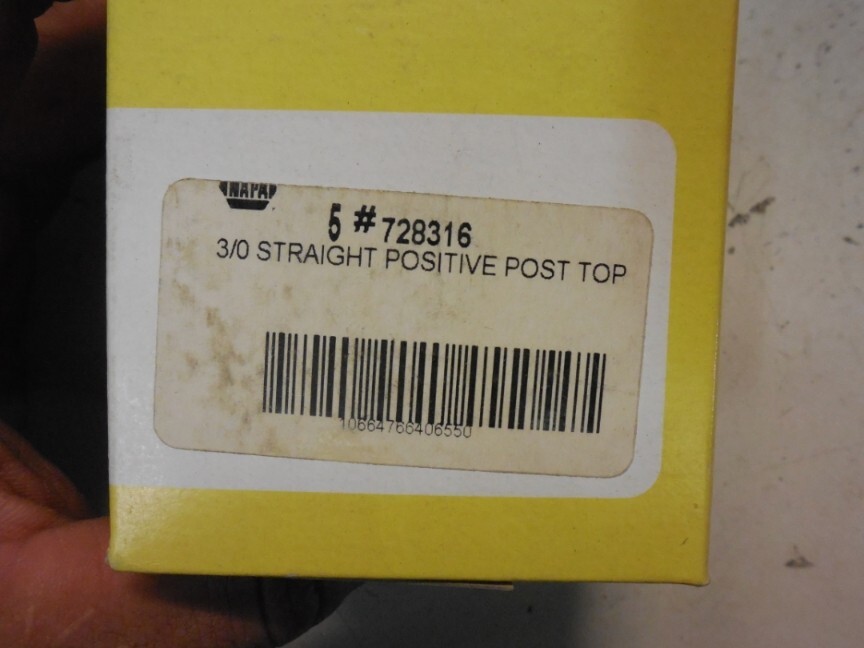 NAPA
5 # 728316
3/0 STRAIGHT POSITIVE POST TOP
10664766406550